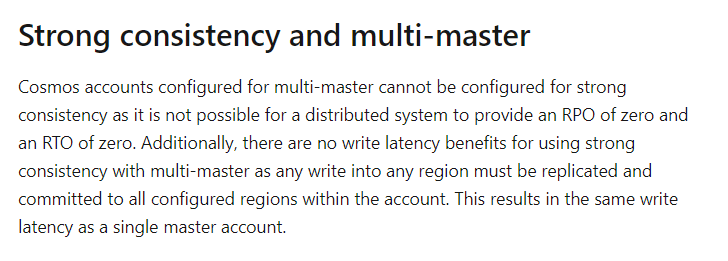 Strong consistency and multi-master
Cosmos accounts configured for multi-master cannot be configured for strong
consistency as it is not possible for a distributed system to provide an RPO of zero and
an RTO of zero. Additionally, there are no write latency benefits for using strong
consistency with multi-master as any write into any region must be replicated and
committed to all configured regions within the account. This results in the same write
latency as a single master account.